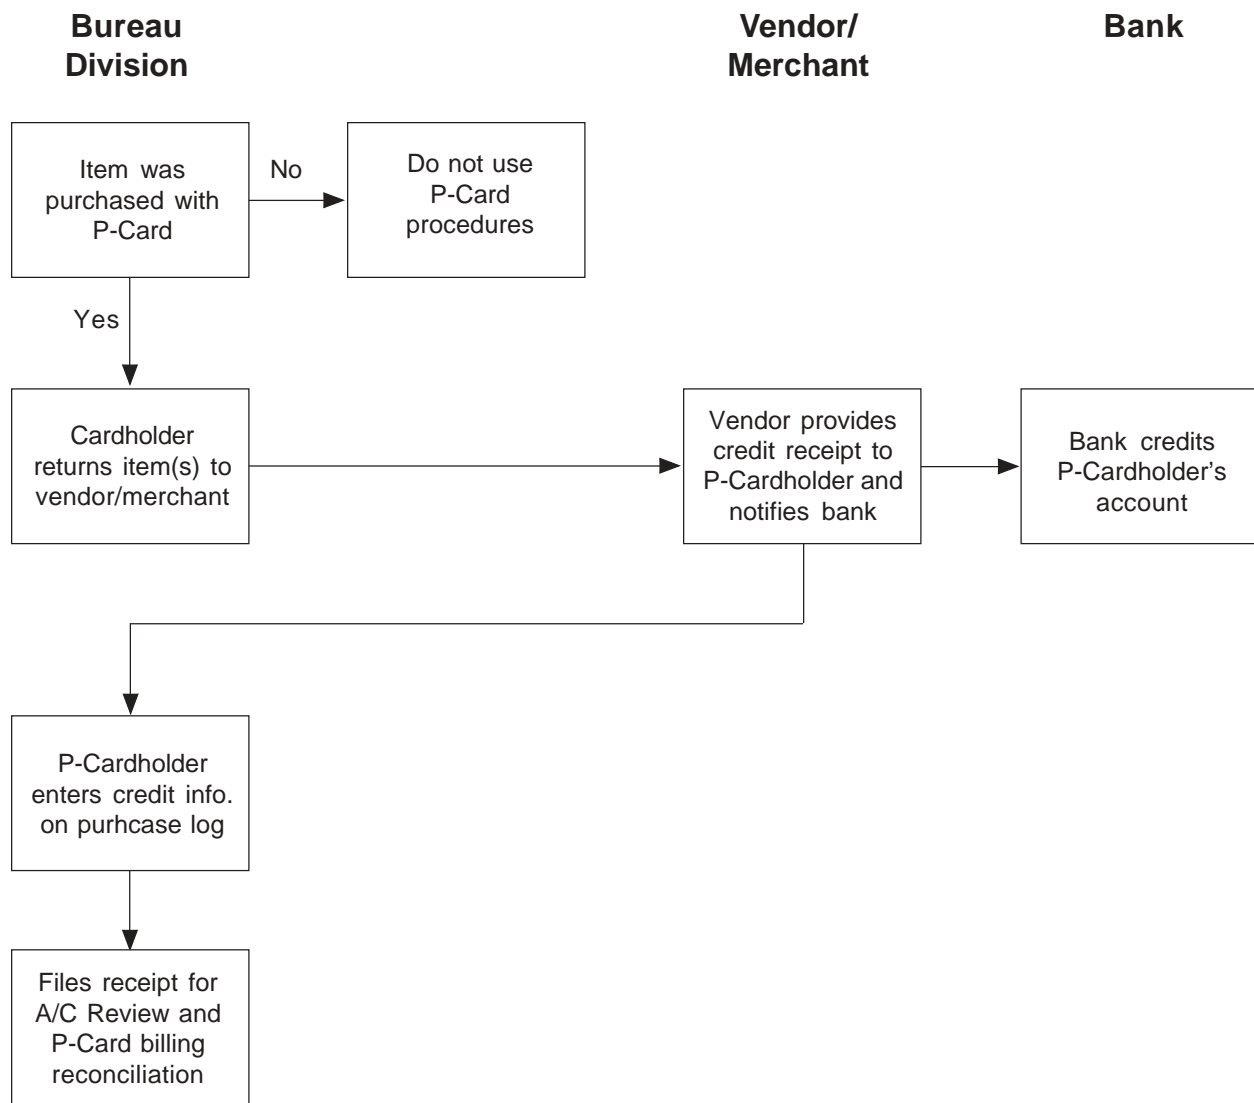 Bureau
Division
Vendor/
Merchant
Bank
Item was
purchased with
P-Card
No
Do not use
P-Card
procedures
Yes
Cardholder
returns item(s) to
vendor/merchant
Vendor provides
credit receipt to
P-Cardholder and
notifies bank
Bank credits
P-Cardholder's
account
P-Cardholder
enters credit info.
on purhcase log
Files receipt for
A/C Review and
P-Card billing
reconciliation